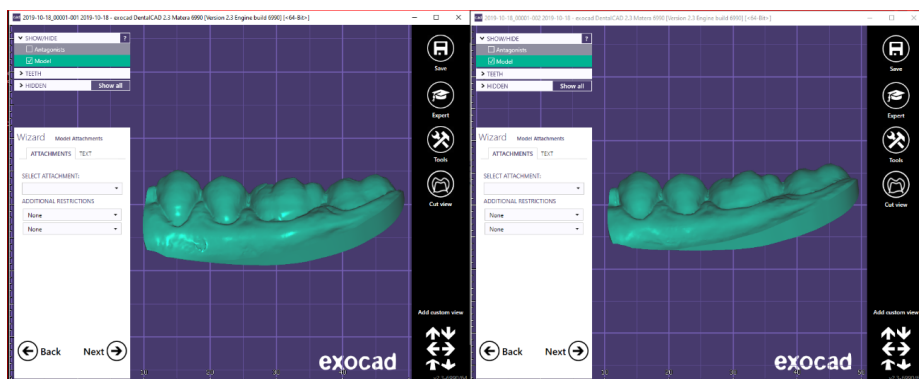 2019-10-18_00001-001 2019-10-18 - exocad DentalCAD 2.3 Matera 6990 [Version 2.3 Engine build 6990] [<64-Bit>]
SHOW/HIDE ?
Antagonists
Model
TEETH
HIDDEN Show all
Wizard Model Attachments
ATTACHMENTS TEXT
SELECT ATTACHMENT:
ADDITIONAL RESTRICTIONS
None
None
Back Next
Save
Expert
Tools
Cut view
Add custom view
exocad
2019-10-18_00001-002 2019-10-18 - exocad DentalCAD 2.3 Matera 6990 [Version 2.3 Engine build 6990] [<64-Bit>]
SHOW/HIDE ?
Antagonists
Model
TEETH
HIDDEN Show all
Wizard Model Attachments
ATTACHMENTS TEXT
SELECT ATTACHMENT:
ADDITIONAL RESTRICTIONS
None
None
Back Next
Save
Expert
Tools
Cut view
Add custom view
exocad